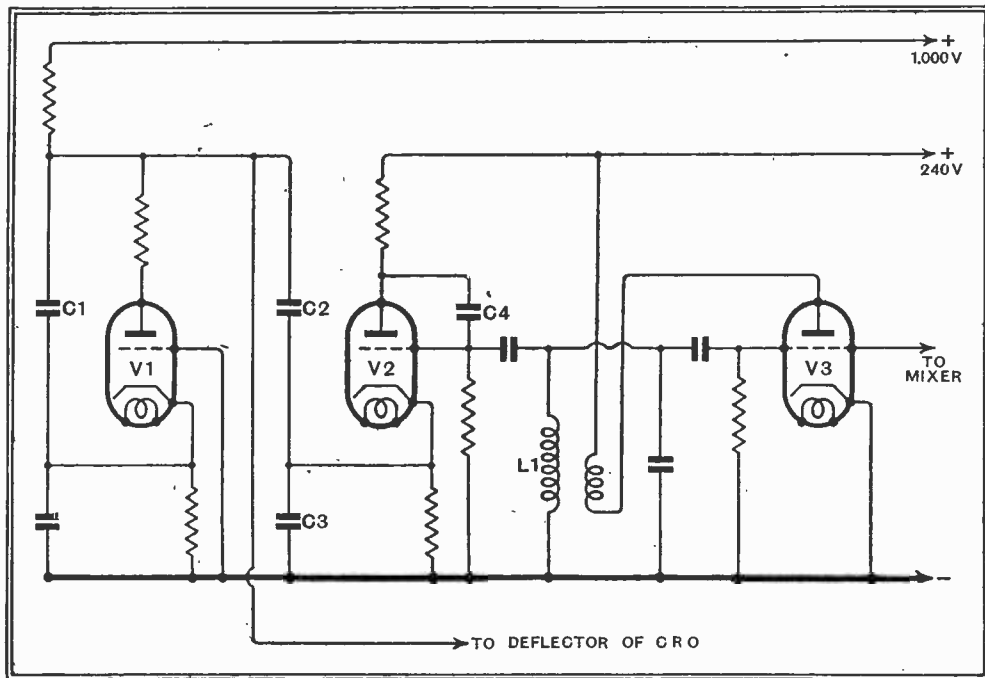 +
1,000V
+
240V
C1
C2
C4
V1
V2
V3
TO
MIXER
L1
C3
-
TO DEFLECTOR OF CRO